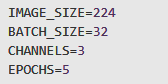 IMAGE_SIZE=224
BATCH_SIZE=32
CHANNELS=3
EPOCHS=5